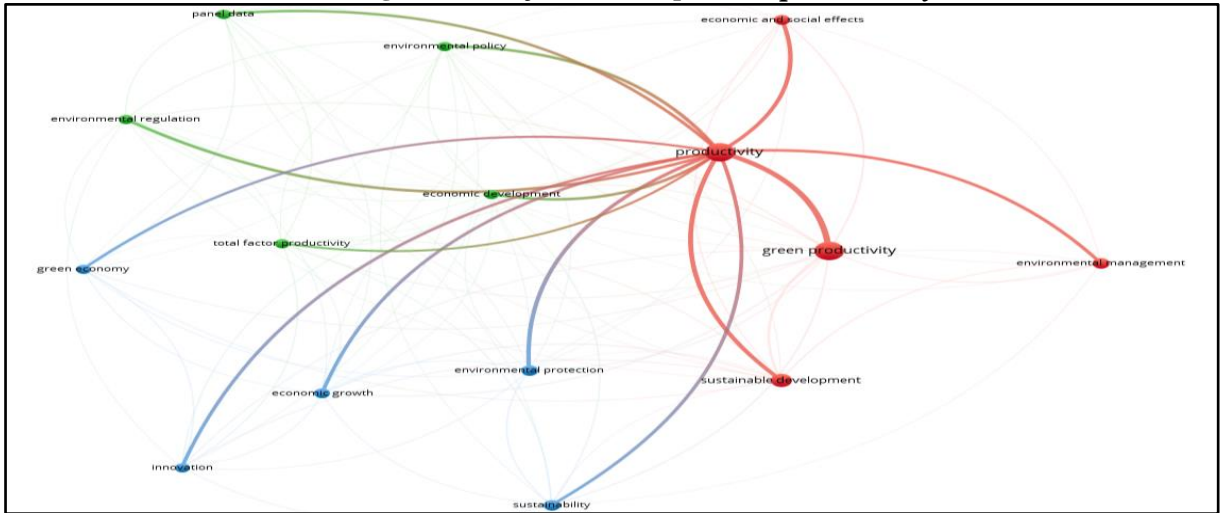 panel data
economic and social effects
environmental policy
environmental regulation
productivity
economic development
total factor productivity
green productivity
green economy
environmental management
environmental protection
sustainable development
economic growth
innovation
sustainability